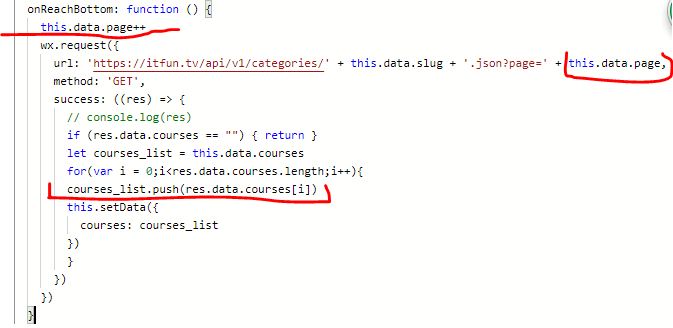 onReachBottom: function () {
this.data.page++
wx.request({
url: 'https://itfun.tv/api/v1/categories/' + this.data.slug + '.json?page=' + this.data.page,
method: 'GET',
success: ((res) => {
// console.log(res)
if (res.data.courses == "") { return }
let courses_list = this.data.courses
for(var i = 0;i<res.data.courses.length;i++){
courses_list.push(res.data.courses[i])
this.setData({
courses: courses_list
})
}
})
})
}